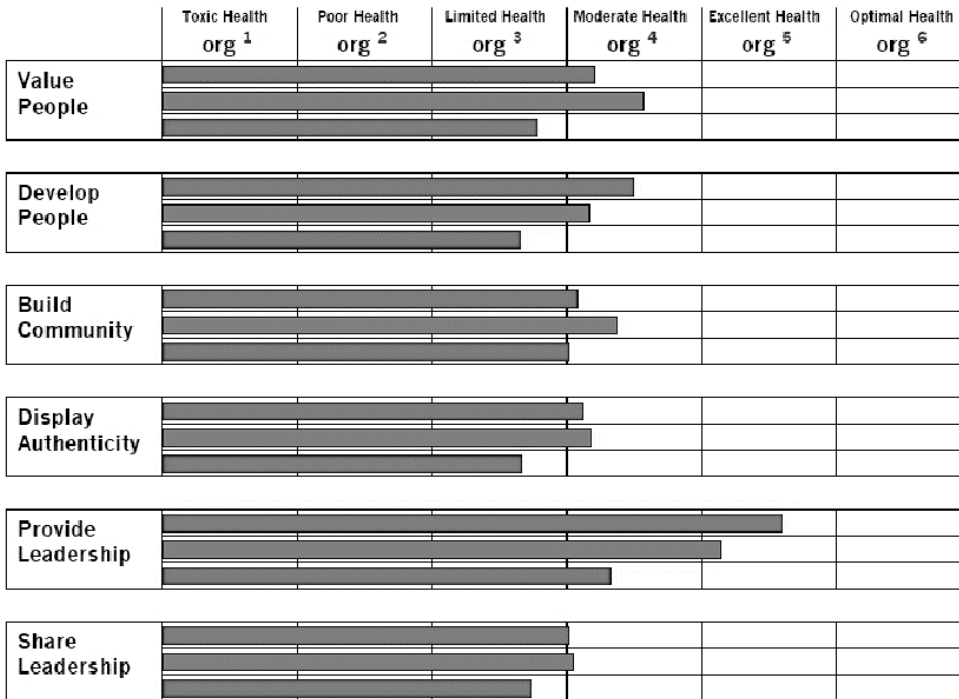 Toxic Health Poor Health Limited Health Moderate Health Excellent Health Optimal Health
org 1 org 2 org 3 org 4 org 5 org 6
Value
People
Develop
People
Build
Community
Display
Authenticity
Provide
Leadership
Share
Leadership